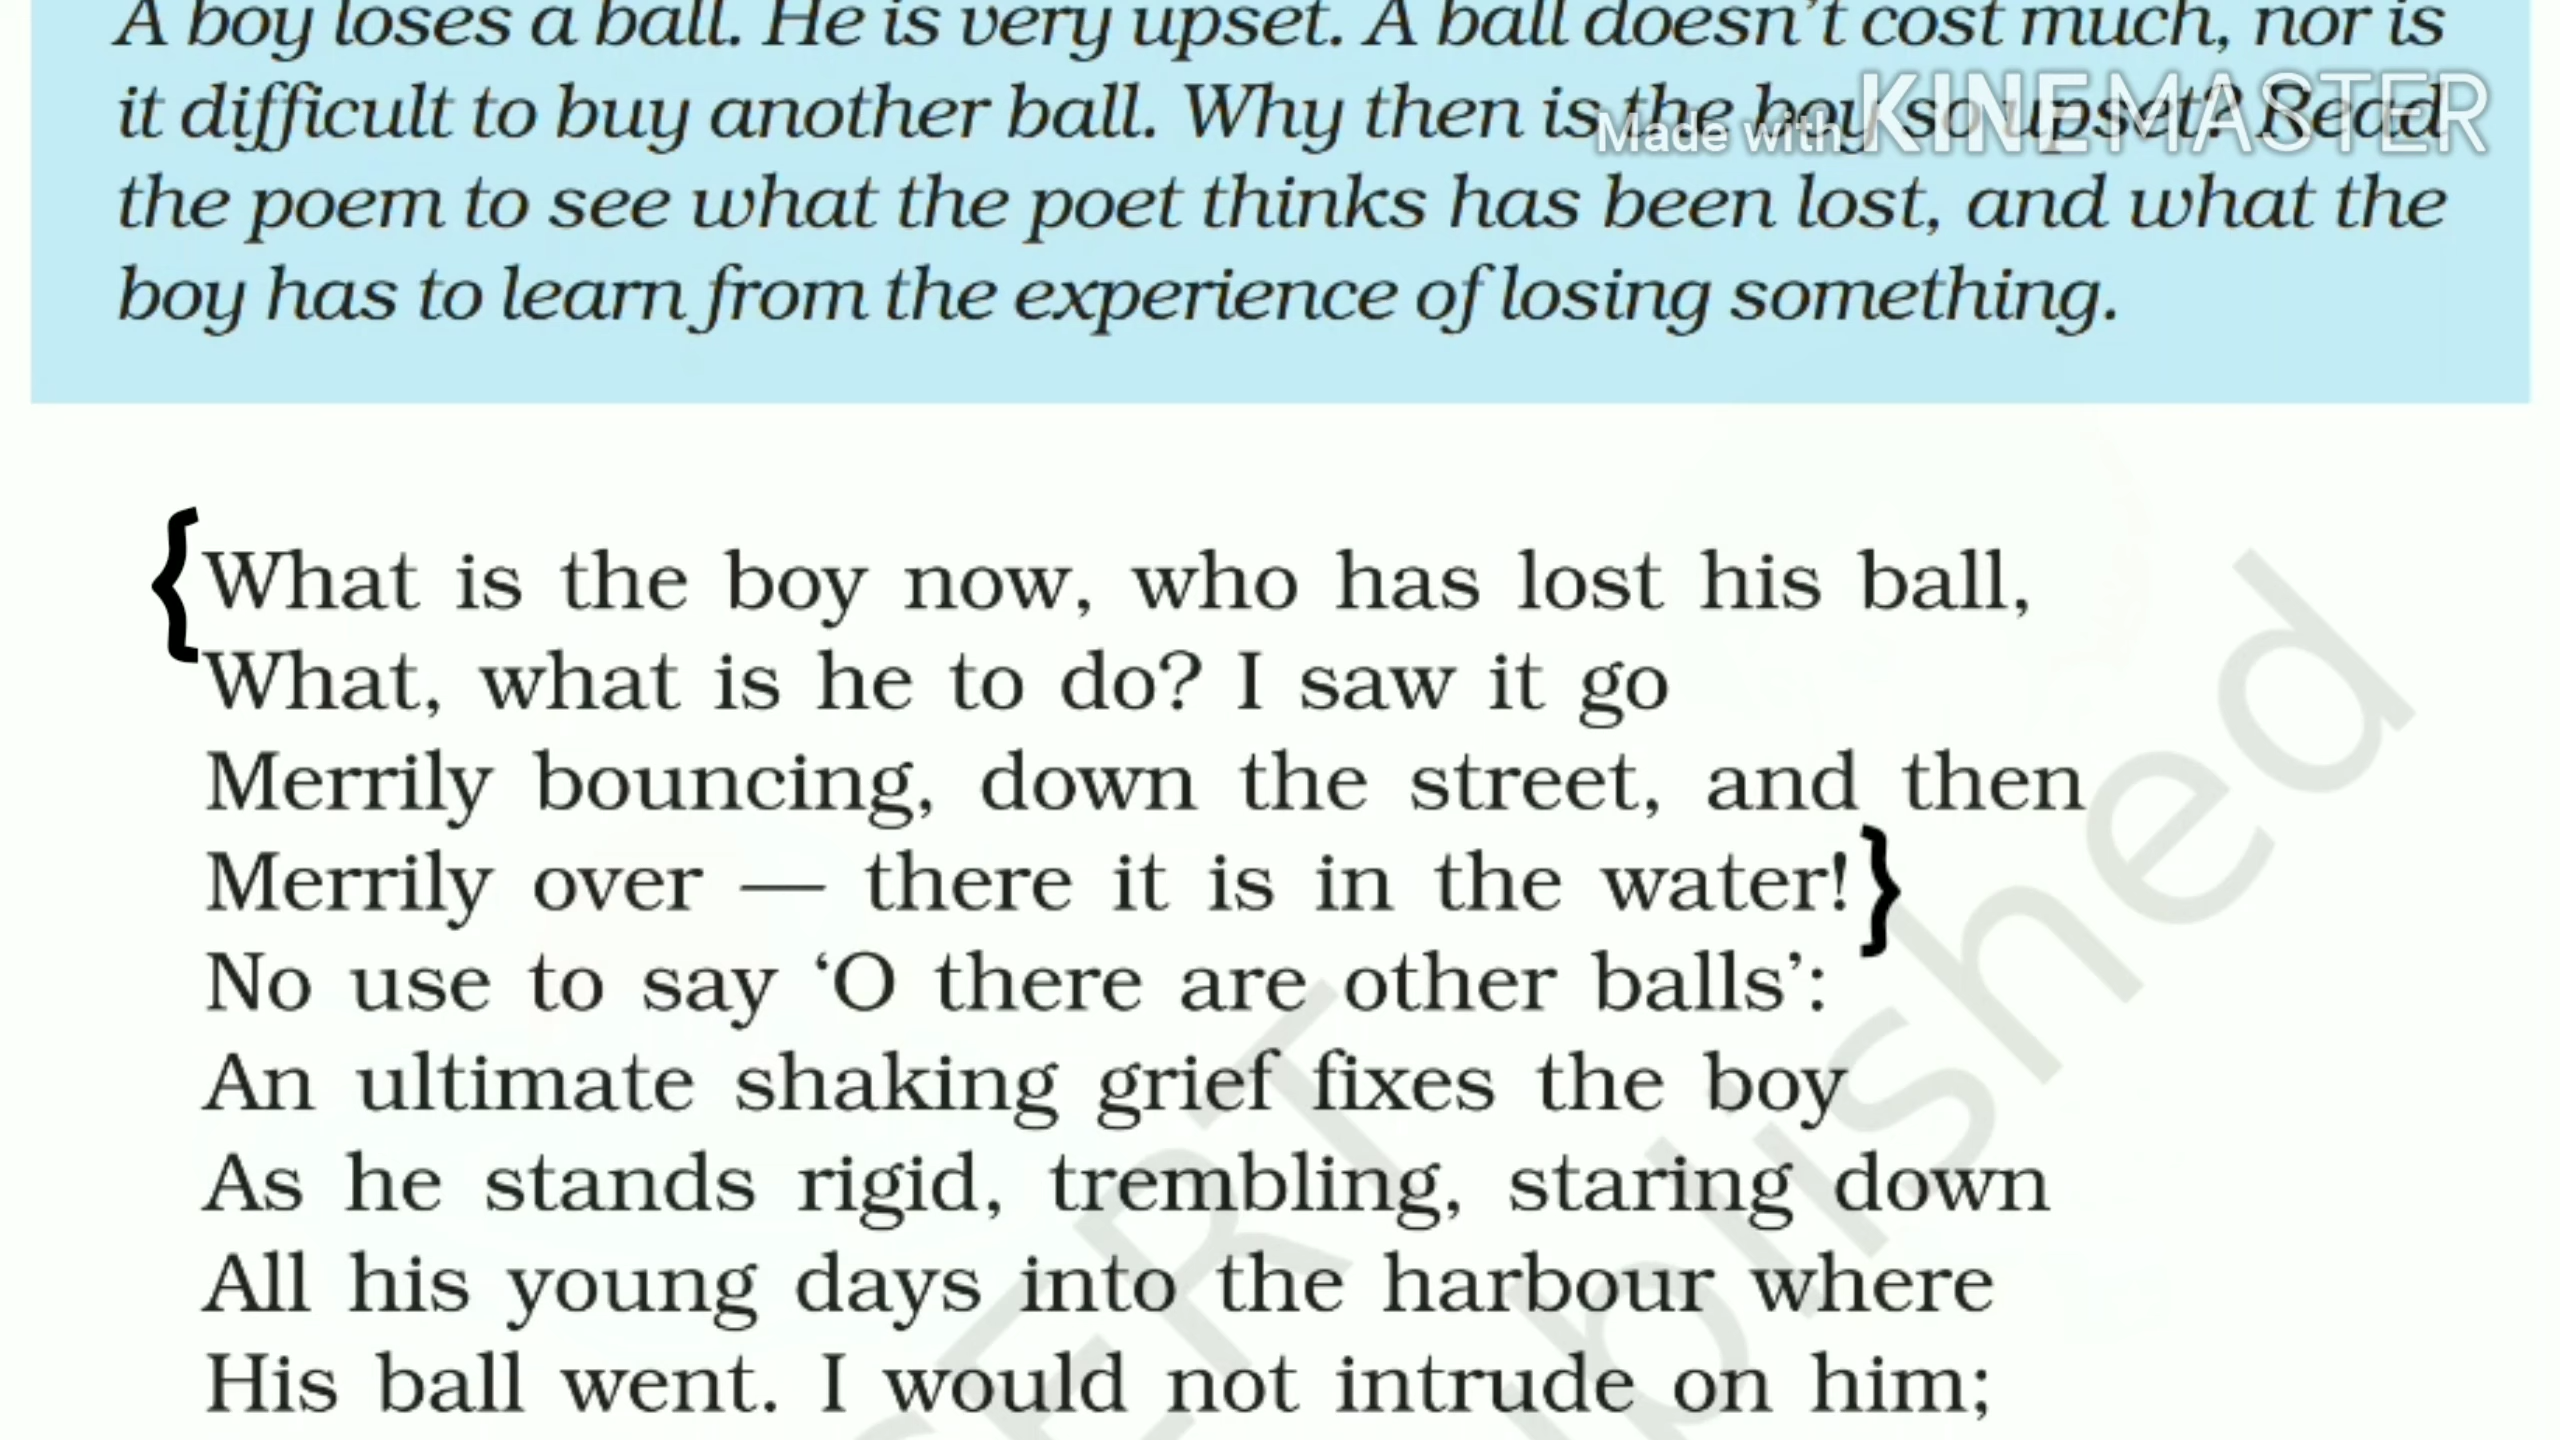 A boy loses a ball. He is very upset. A ball doesn't cost much, nor is
it difficult to buy another ball. Why then is the boy so upset? Read
Made with KINEMASTER
the poem to see what the poet thinks has been lost, and what the
boy has to learn from the experience of losing something.
{What is the boy now, who has lost his ball,
What, what is he to do? I saw it go
Merrily bouncing, down the street, and then
Merrily over — there it is in the water!}
No use to say ‘O there are other balls’:
An ultimate shaking grief fixes the boy
As he stands rigid, trembling, staring down
All his young days into the harbour where
His ball went. I would not intrude on him;